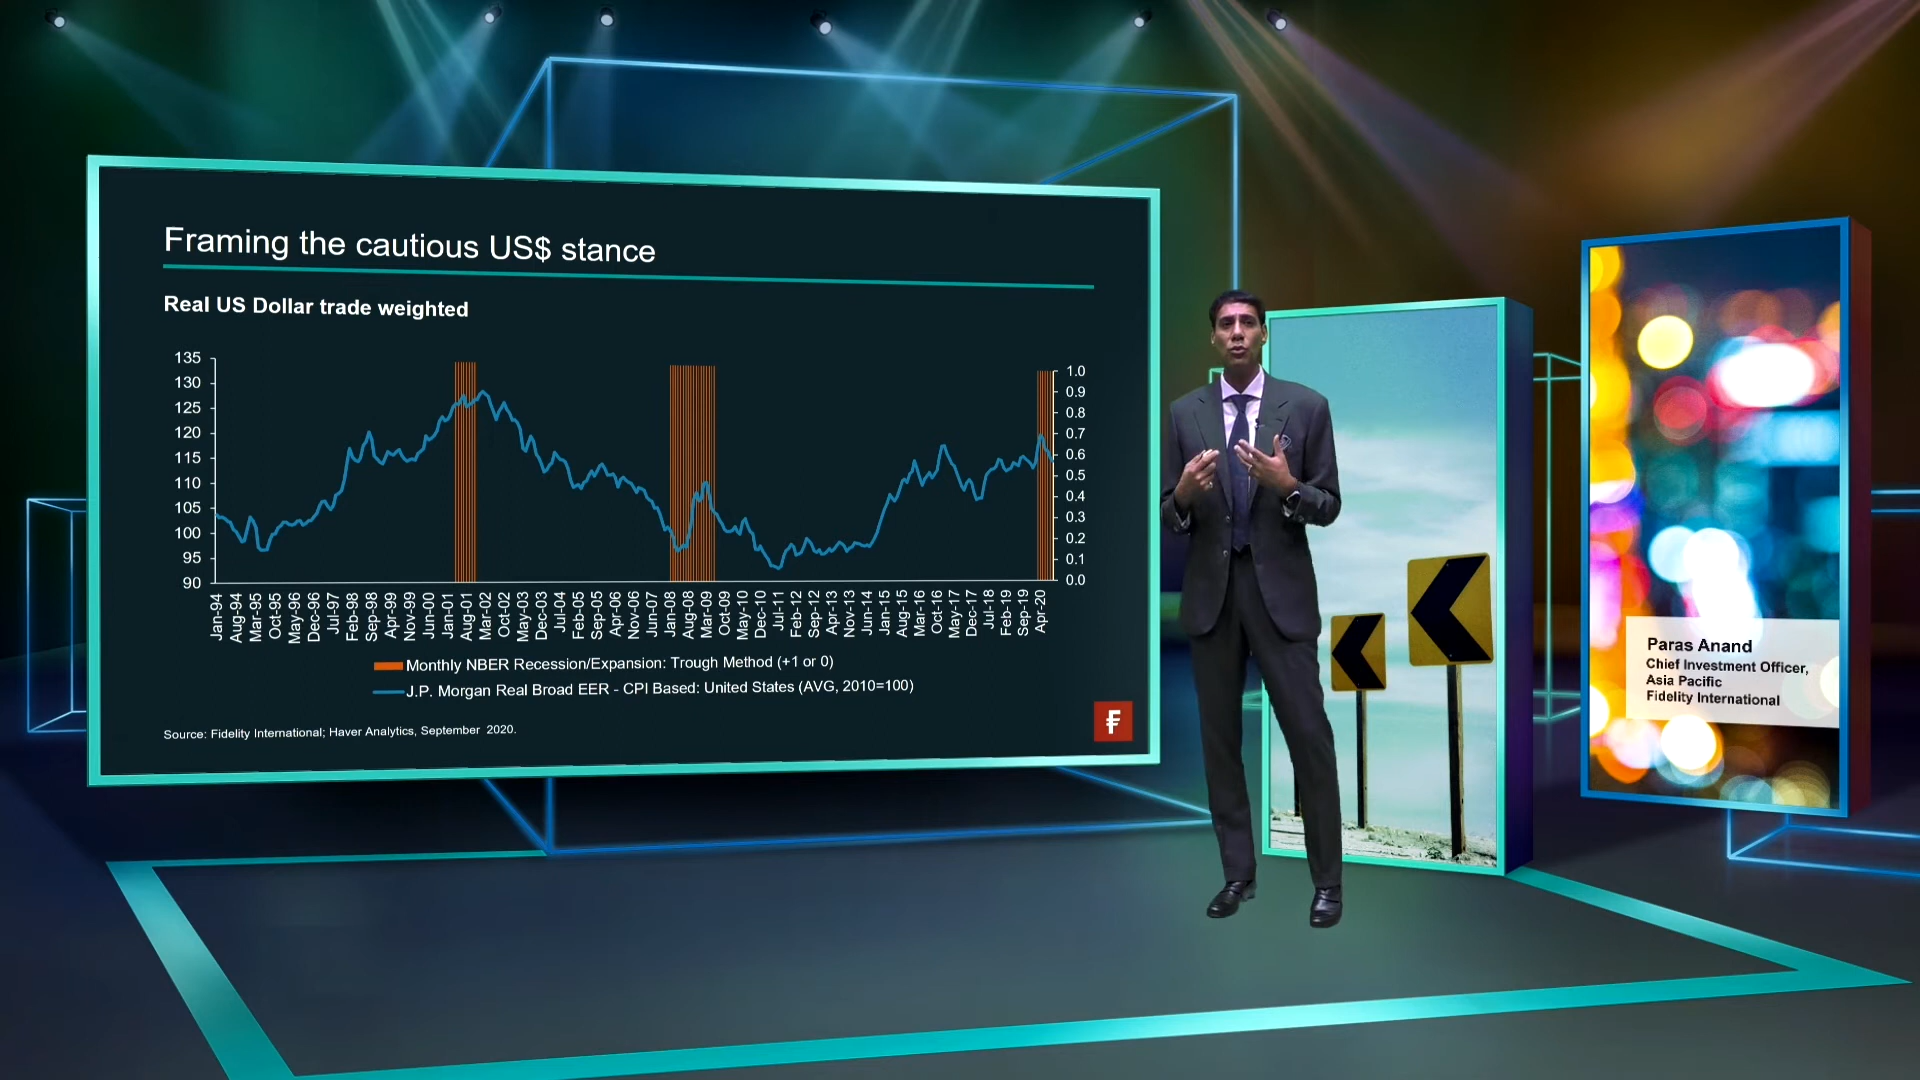 Framing the cautious US$ stance
Real US Dollar trade weighted
135
130
125
120
115
110
105
100
95
90
1.0
0.9
0.8
0.7
0.6
0.5
0.4
0.3
0.2
0.1
0.0
Jan-94
Aug-94
Mar-95
Oct-95
May-96
Dec-96
Jul-97
Feb-98
Sep-98
Apr-99
Nov-99
Jun-00
Jan-01
Aug-01
Mar-02
Oct-02
May-03
Dec-03
Jul-04
Feb-05
Sep-05
Apr-06
Nov-06
Jun-07
Jan-08
Aug-08
Mar-09
Oct-09
May-10
Dec-10
Jul-11
Feb-12
Sep-12
Apr-13
Nov-13
Jun-14
Jan-15
Aug-15
Mar-16
Oct-16
May-17
Dec-17
Jul-18
Feb-19
Sep-19
Apr-20
Monthly NBER Recession/Expansion: Trough Method (+1 or 0)
J.P. Morgan Real Broad EER - CPI Based: United States (AVG, 2010=100)
Source: Fidelity International; Haver Analytics, September 2020.
Paras Anand
Chief Investment Officer,
Asia Pacific
Fidelity International